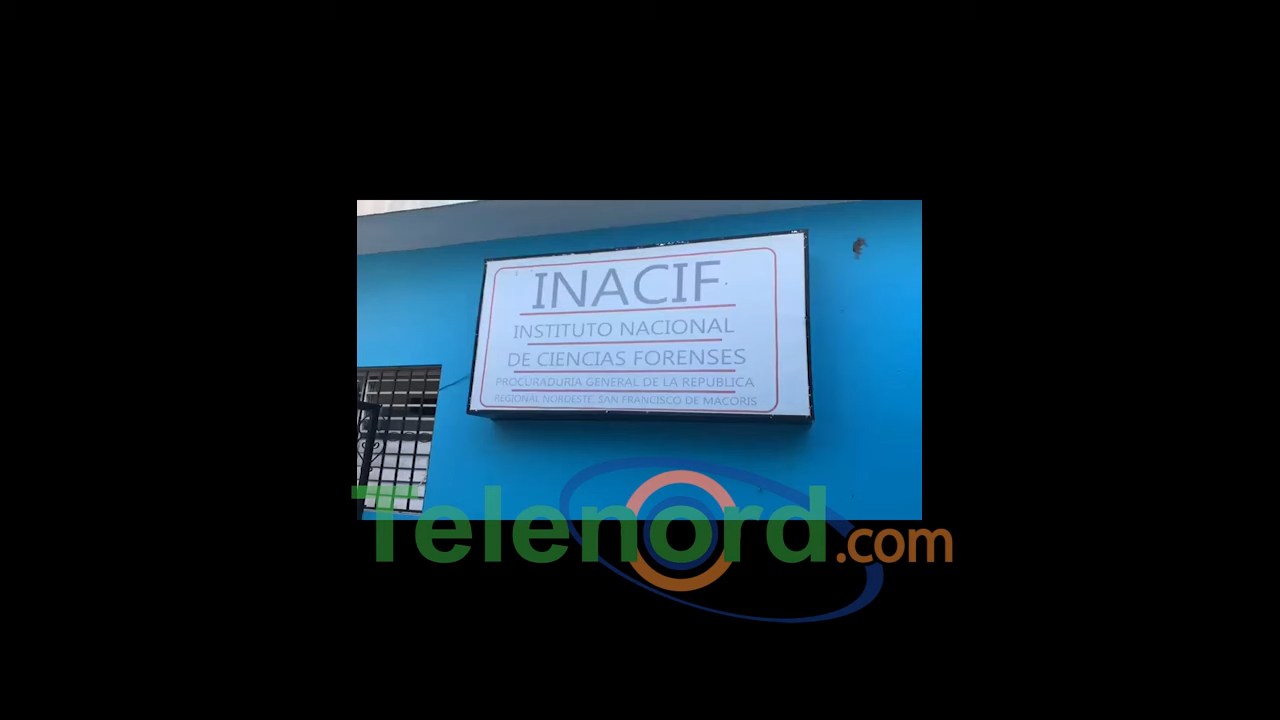 INACIF
INSTITUTO NACIONAL
DE CIENCIAS FORENSES
PROCURADURIA GENERAL DE LA REPUBLICA
REGIONAL NORDESTE, SAN FRANCISCO DE MACORIS
Telenord.com